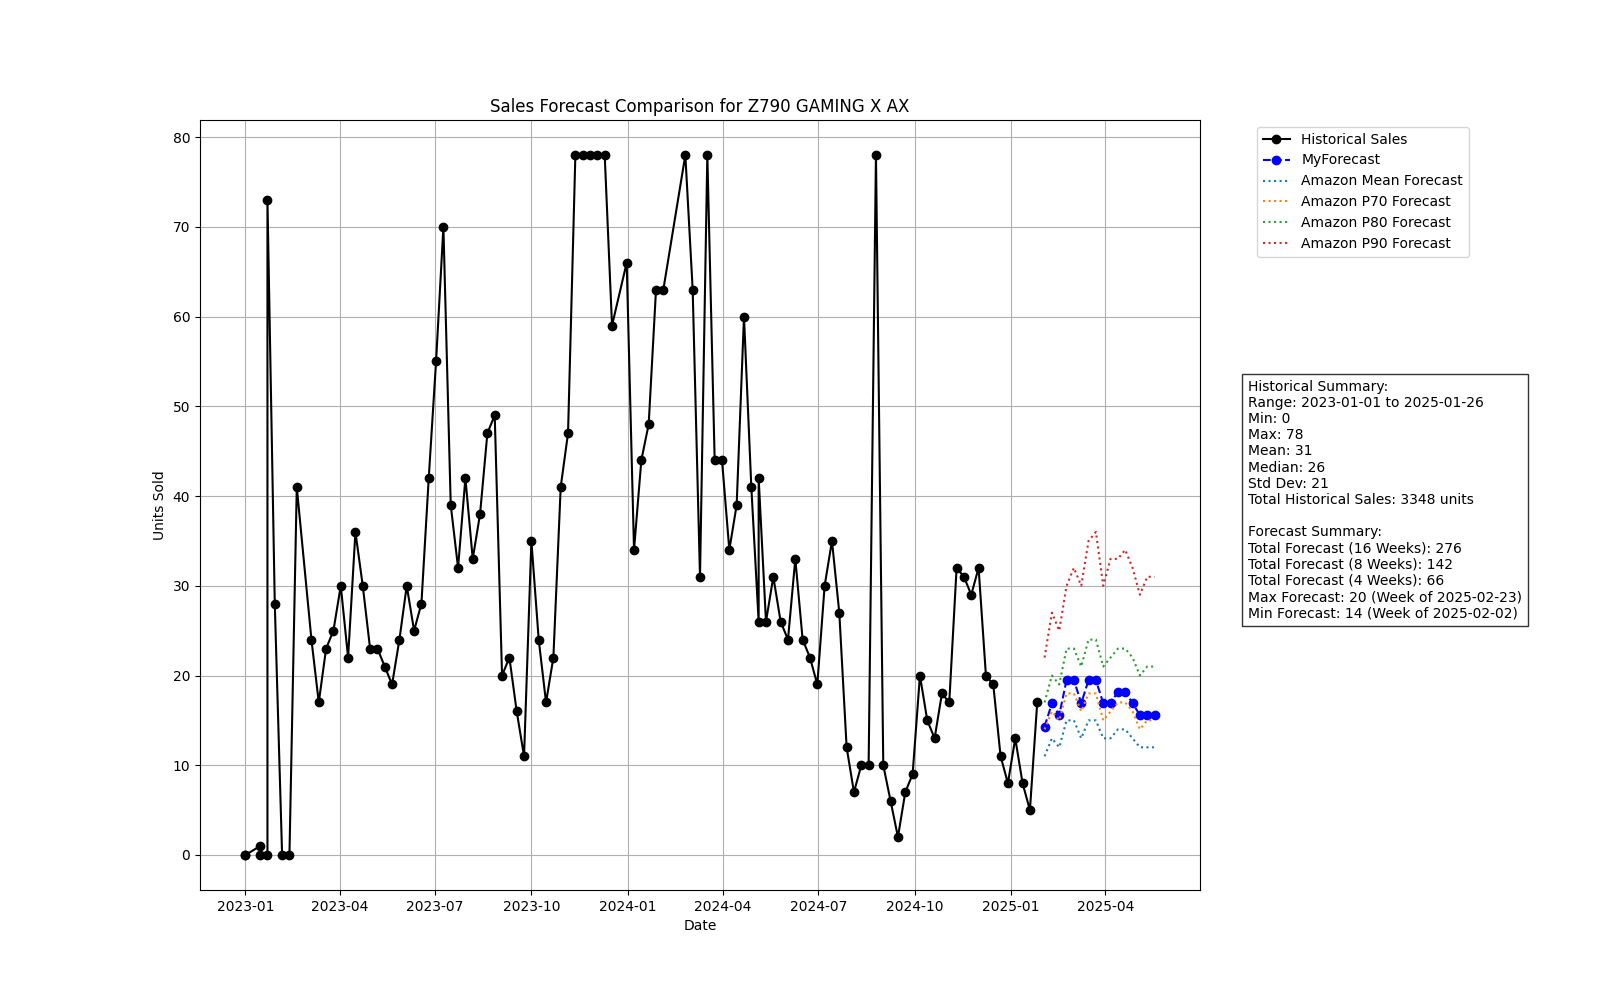 Sales Forecast Comparison for Z790 GAMING X AX
80
70
60
50
40
30
20
10
0
Units Sold
2023-01
2023-04
2023-07
2023-10
2024-01
2024-04
2024-07
2024-10
2025-01
2025-04
Date
Historical Sales
MyForecast
Amazon Mean Forecast
Amazon P70 Forecast
Amazon P80 Forecast
Amazon P90 Forecast
Historical Summary:
Range: 2023-01-01 to 2025-01-26
Min: 0
Max: 78
Mean: 31
Median: 26
Std Dev: 21
Total Historical Sales: 3348 units
Forecast Summary:
Total Forecast (16 Weeks): 276
Total Forecast (8 Weeks): 142
Total Forecast (4 Weeks): 66
Max Forecast: 20 (Week of 2025-02-23)
Min Forecast: 14 (Week of 2025-02-02)